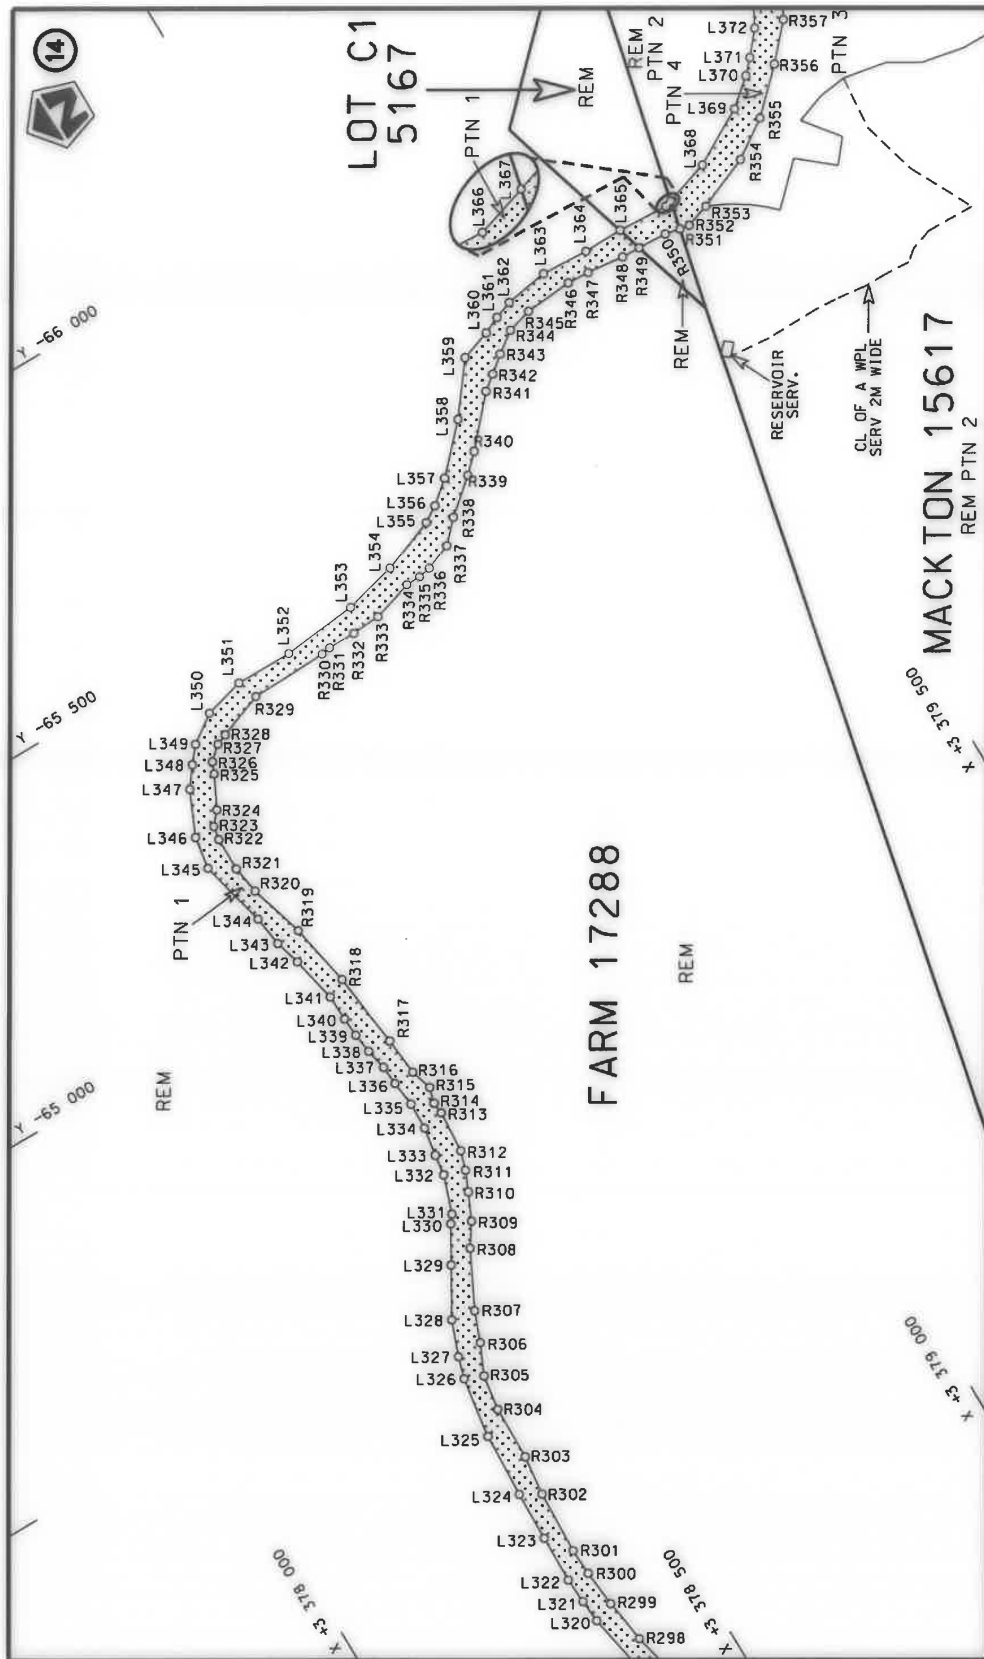 14
N
LOT C1
5167
REM
REM
PTN 2
PTN 4
PTN 3
PTN 1
REM
RESERVOIR
SERV.
CL OF A WPL
SERV 2M WIDE
MACKTON 15617
REM PTN 2
FARM 17288
REM
REM
PTN 1
Y -66 000
Y -65 500
Y -65 000
X +3 378 000
X +3 378 500
X +3 379 000
X +3 379 500
L320
L321
L322
L323
L324
L325
L326
L327
L328
L329
L330
L331
L332
L333
L334
L335
L336
L337
L338
L339
L340
L341
L342
L343
L344
L345
L346
L347
L348
L349
L350
L351
L352
L353
L354
L355
L356
L357
L358
L359
L360
L361
L362
L363
L364
L365
L366
L367
L368
L369
L370
L371
L372
R298
R299
R300
R301
R302
R303
R304
R305
R306
R307
R308
R309
R310
R311
R312
R313
R314
R315
R316
R317
R318
R319
R320
R321
R322
R323
R324
R325
R326
R327
R328
R329
R330
R331
R332
R333
R334
R335
R336
R337
R338
R339
R340
R341
R342
R343
R344
R345
R346
R347
R348
R349
R350
R351
R352
R353
R354
R355
R356
R357